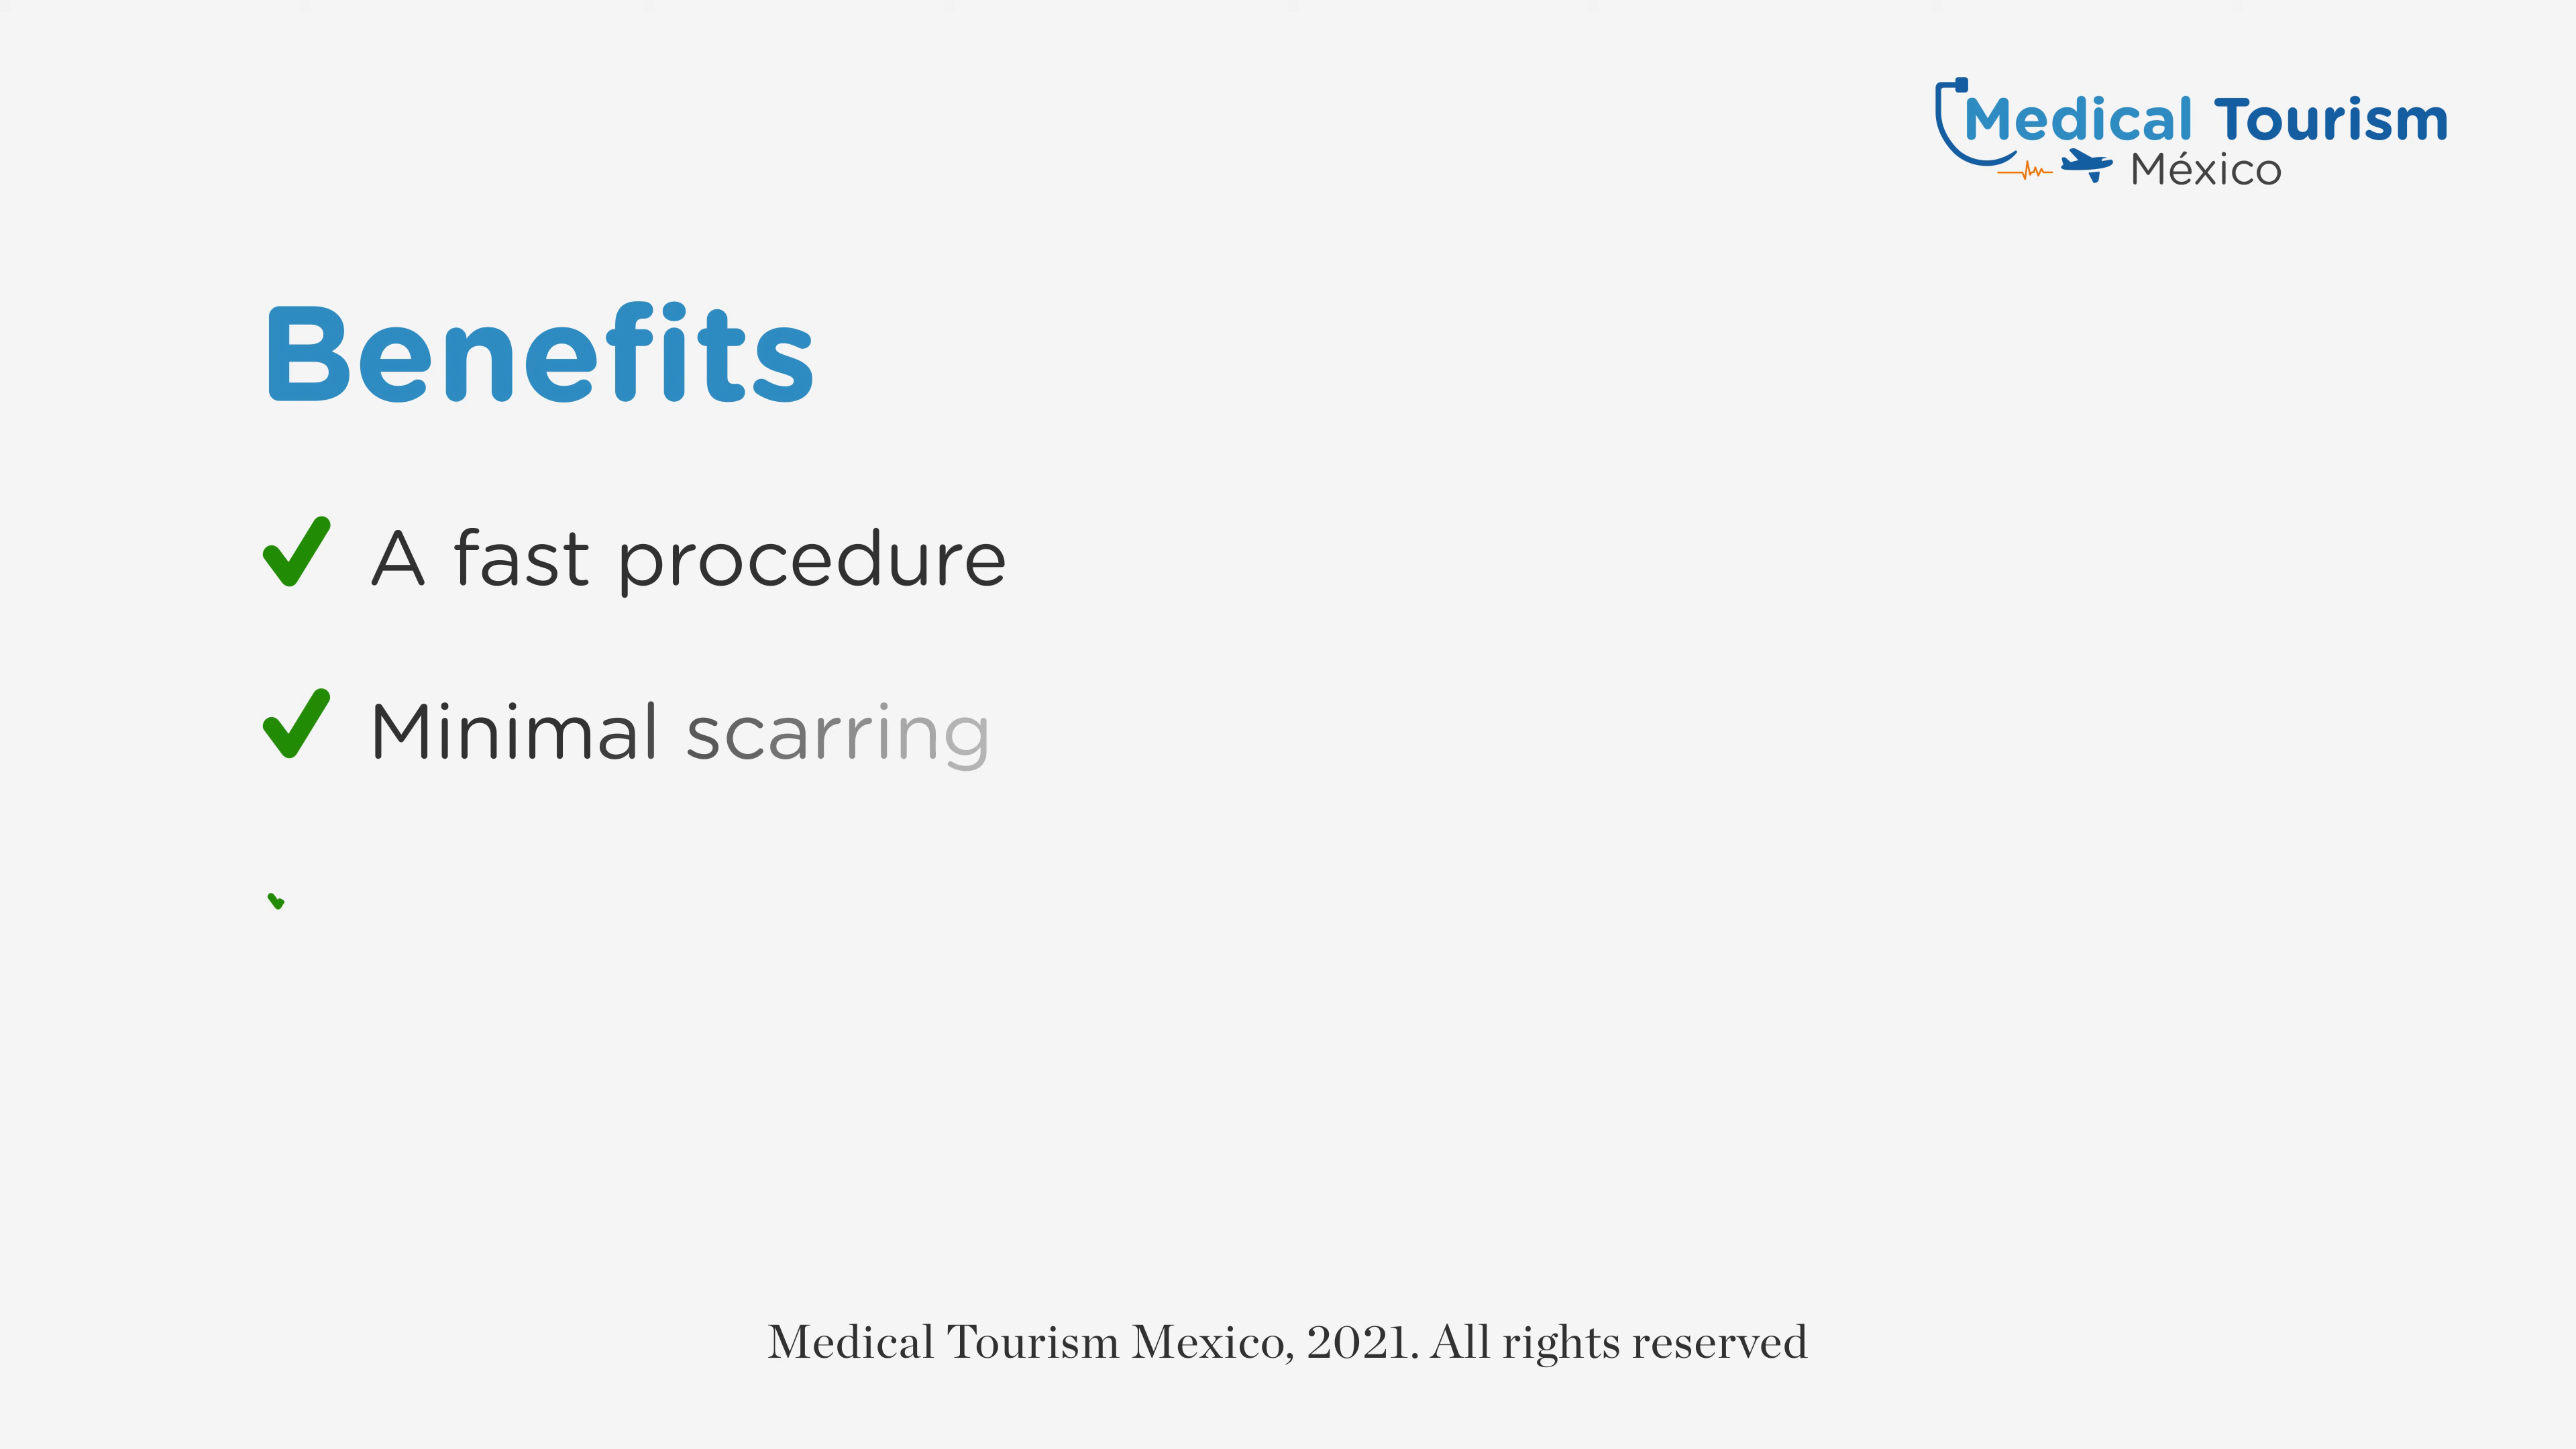 Medical Tourism
México
Benefits
A fast procedure
Minimal scarring
Medical Tourism Mexico, 2021. All rights reserved